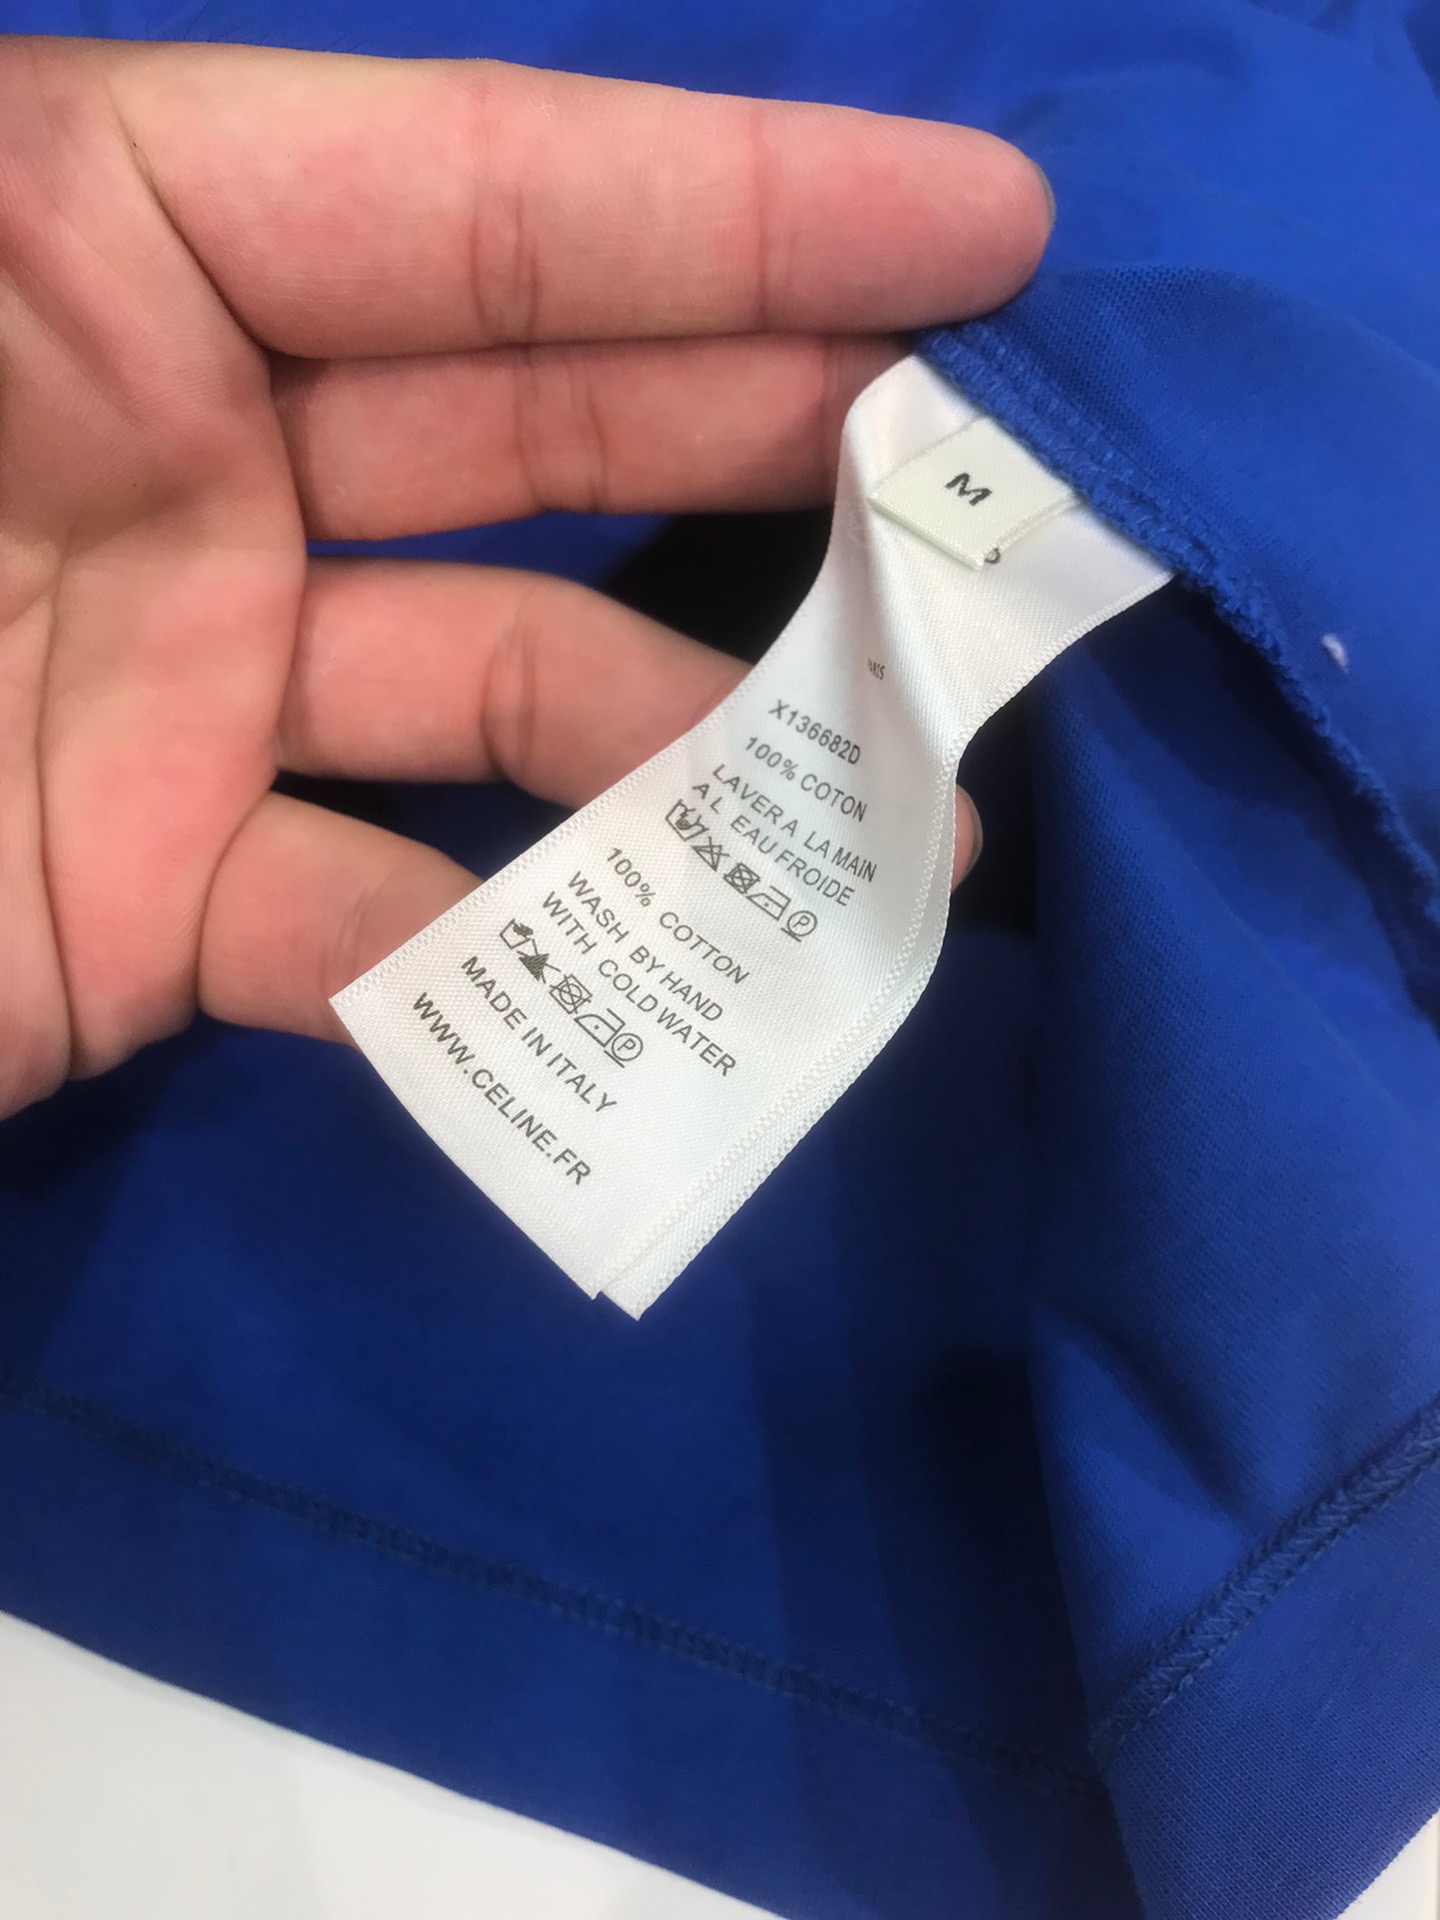 M
PARIS
X136682D
100% COTON
LAVER A LA MAIN
A L EAU FROIDE
P
100% COTTON
WASH BY HAND
WITH COLD WATER
P
MADE IN ITALY
WWW.CELINE.FR